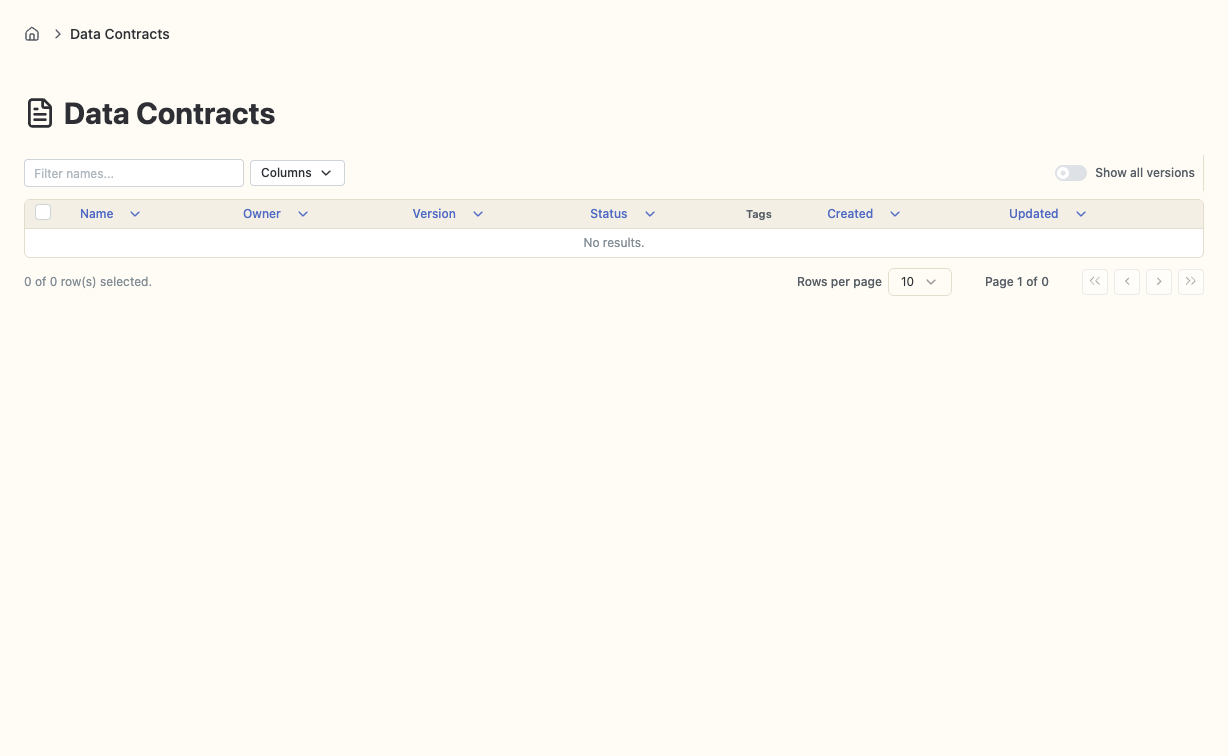 Data Contracts
Data Contracts
Filter names...
Columns
Show all versions
Name Owner Version Status Tags Created Updated
No results.
0 of 0 row(s) selected.
Rows per page 10 Page 1 of 0